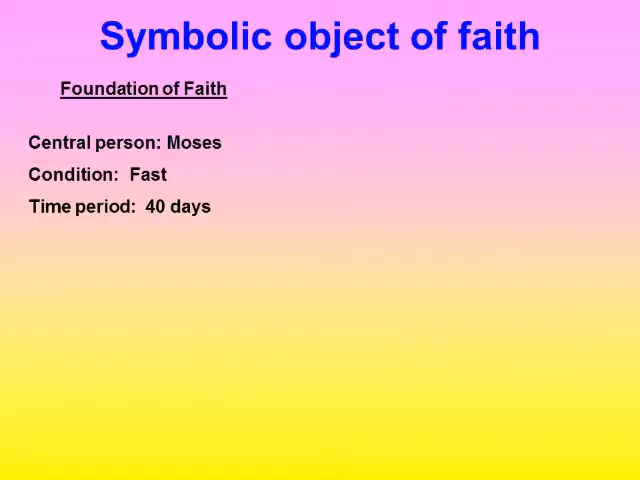 Symbolic object of faith
Foundation of Faith
Central person: Moses
Condition: Fast
Time period: 40 days